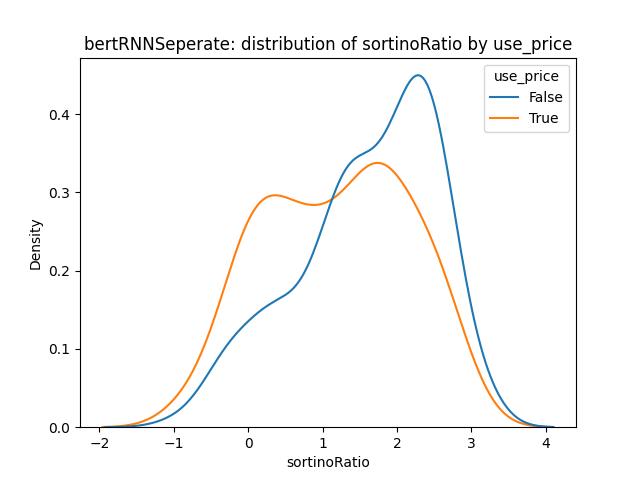 bertRNNSeperate: distribution of sortinoRatio by use_price
use_price
False
True
Density
0.4
0.3
0.2
0.1
0.0
−2
−1
0
1
2
3
4
sortinoRatio